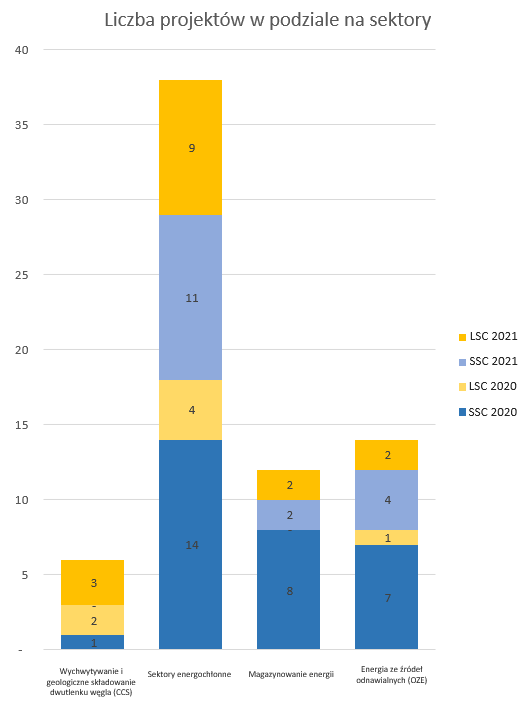 Liczba projektów w podziale na sektory
40
35
30
25
20
15
10
5
-
9
11
4
14
3
-
2
1
2
2
-
8
2
4
1
7
LSC 2021
SSC 2021
LSC 2020
SSC 2020
Wychwytywanie i
geologiczne składowanie
dwutlenku węgla (CCS)
Sektory energochłonne
Magazynowanie energii
Energia ze źródeł
odnawialnych (OZE)